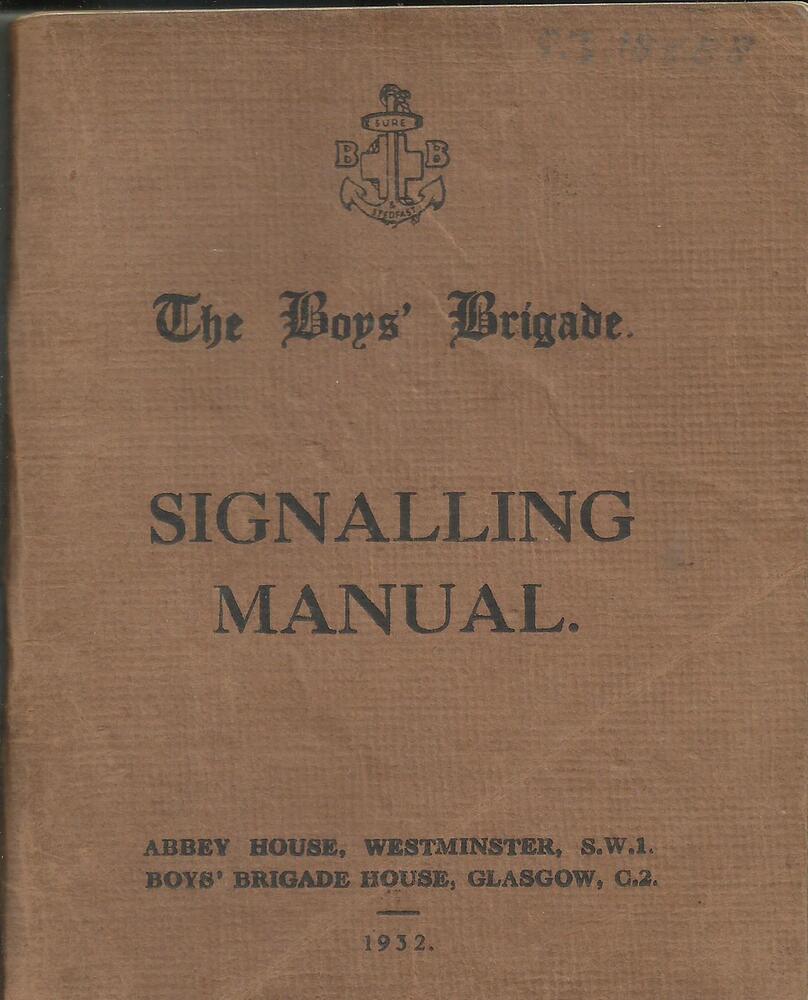 SURE
B B
&
STEDFAST
The Boys' Brigade.
SIGNALLING
MANUAL.
ABBEY HOUSE, WESTMINSTER, S.W.1.
BOYS' BRIGADE HOUSE, GLASGOW, C.2.
1932.